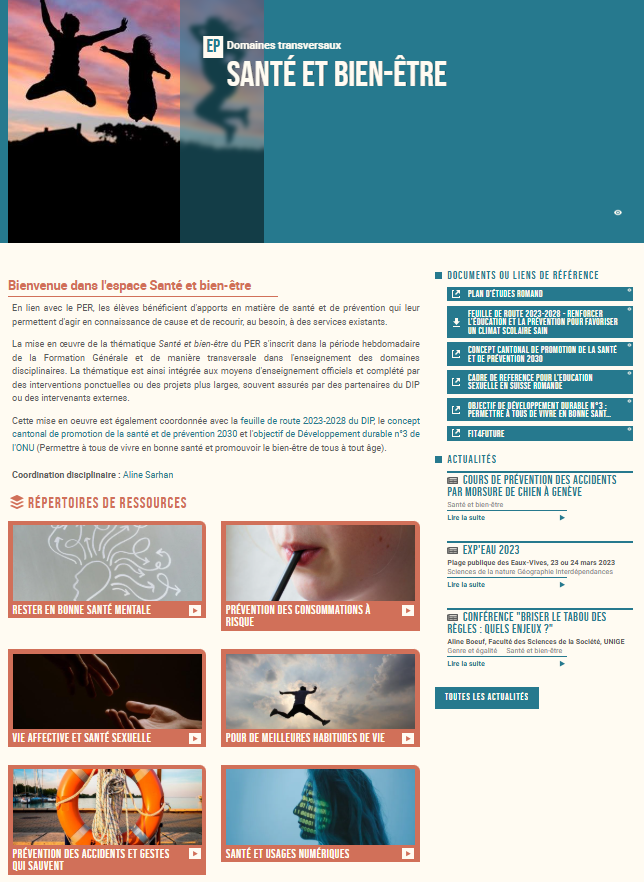 EP Domaines transversaux
SANTÉ ET BIEN-ÊTRE
Bienvenue dans l'espace Santé et bien-être
En lien avec le PER, les élèves bénéficient d'apports en matière de santé et de prévention qui leur
permettent d'agir en connaissance de cause et de recourir, au besoin, à des services existants.
La mise en œuvre de la thématique Santé et bien-être du PER s'inscrit dans la période hebdomadaire
de la Formation Générale et de manière transversale dans l'enseignement des domaines
disciplinaires. La thématique est ainsi intégrée aux moyens d'enseignement officiels et complété par
des interventions ponctuelles ou des projets plus larges, souvent assurés par des partenaires du DIP
ou des intervenants externes.
Cette mise en oeuvre est également coordonnée avec la feuille de route 2023-2028 du DIP, le concept
cantonal de promotion de la santé et de prévention 2030 et l'objectif de Développement durable n°3 de
l'ONU (Permettre à tous de vivre en bonne santé et promouvoir le bien-être de tous à tout âge).
Coordination disciplinaire : Aline Sarhan
RÉPERTOIRES DE RESSOURCES
RESTER EN BONNE SANTÉ MENTALE
PRÉVENTION DES CONSOMMATIONS À
RISQUE
VIE AFFECTIVE ET SANTÉ SEXUELLE
POUR DE MEILLEURES HABITUDES DE VIE
PRÉVENTION DES ACCIDENTS ET GESTES
QUI SAUVENT
SANTÉ ET USAGES NUMÉRIQUES
DOCUMENTS OU LIENS DE RÉFÉRENCE
PLAN D'ÉTUDES ROMAND
FEUILLE DE ROUTE 2023-2028 - RENFORCER
L'ÉDUCATION ET LA PRÉVENTION POUR FAVORISER
UN CLIMAT SCOLAIRE SAIN
CONCEPT CANTONAL DE PROMOTION DE LA SANTÉ
ET DE PRÉVENTION 2030
CADRE DE REFERENCE POUR L'EDUCATION
SEXUELLE EN SUISSE ROMANDE
OBJECTIF DE DÉVELOPPEMENT DURABLE N°3 :
PERMETTRE À TOUS DE VIVRE EN BONNE SANT...
FIT4FUTURE
ACTUALITÉS
COURS DE PRÉVENTION DES ACCIDENTS
PAR MORSURE DE CHIEN À GENÈVE
Santé et bien-être
Lire la suite
EXP'EAU 2023
Plage publique des Eaux-Vives, 23 ou 24 mars 2023
Sciences de la nature Géographie Interdépendances
Lire la suite
CONFÉRENCE "BRISER LE TABOU DES
RÈGLES : QUELS ENJEUX ?"
Aline Boeuf, Faculté des Sciences de la Société, UNIGE
Genre et égalité Santé et bien-être
Lire la suite
TOUTES LES ACTUALITÉS